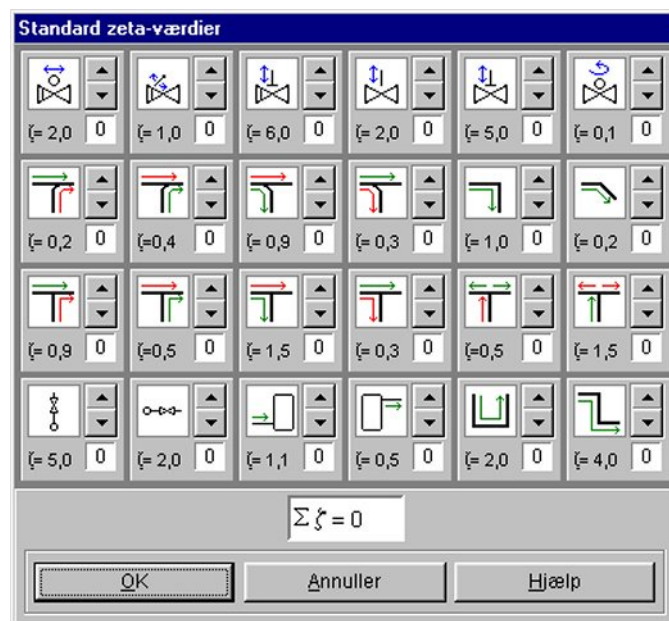 Standard zeta-værdier
ζ= 2,0 0 ζ= 1,0 0 ζ= 6,0 0 ζ= 2,0 0 ζ= 5,0 0 ζ= 0,1 0
ζ= 0,2 0 ζ=0,4 0 ζ= 0,9 0 ζ= 0,3 0 ζ= 1,0 0 ζ= 0,2 0
ζ= 0,9 0 ζ=0,5 0 ζ= 1,5 0 ζ= 0,3 0 ζ=0,5 0 ζ= 1,5 0
ζ= 5,0 0 ζ= 2,0 0 ζ= 1,1 0 ζ= 0,5 0 ζ= 2,0 0 ζ= 4,0 0
Σ ζ = 0
OK Annuller Hjælp